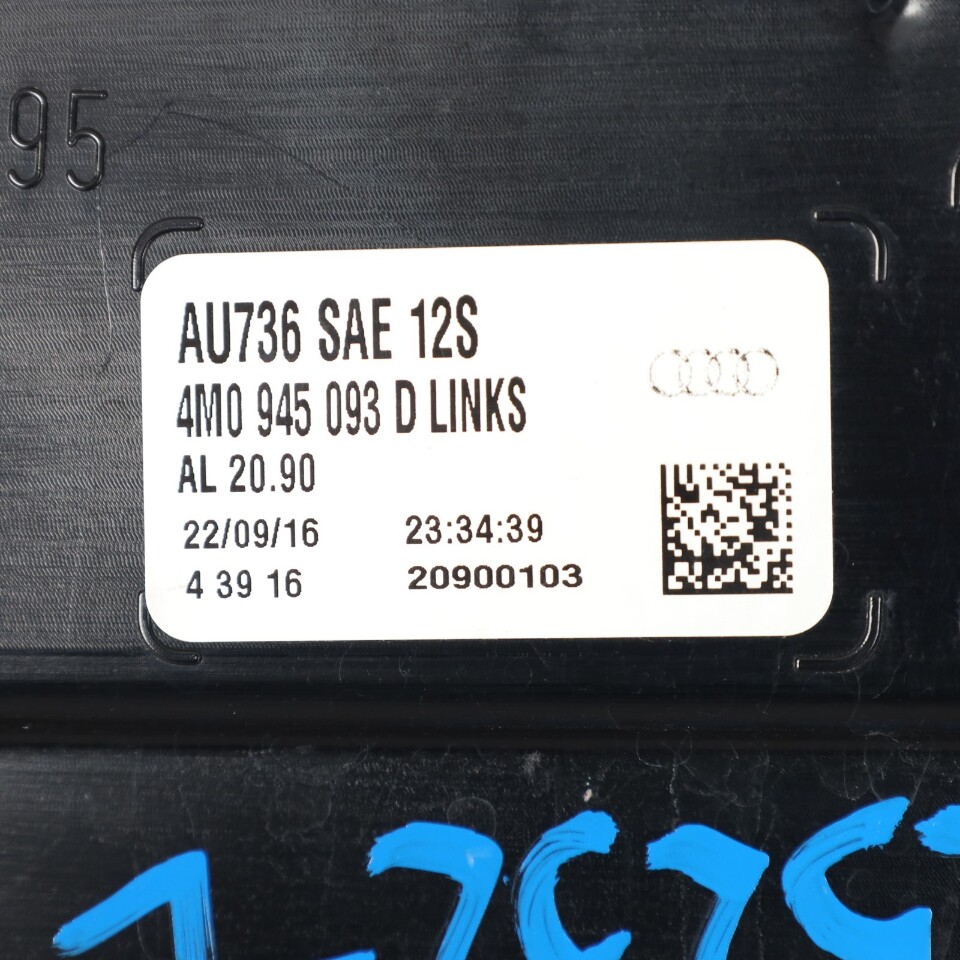 95
AU736 SAE 12S
4M0 945 093 D LINKS
AL 20.90
22/09/16 23:34:39
4 39 16 20900103